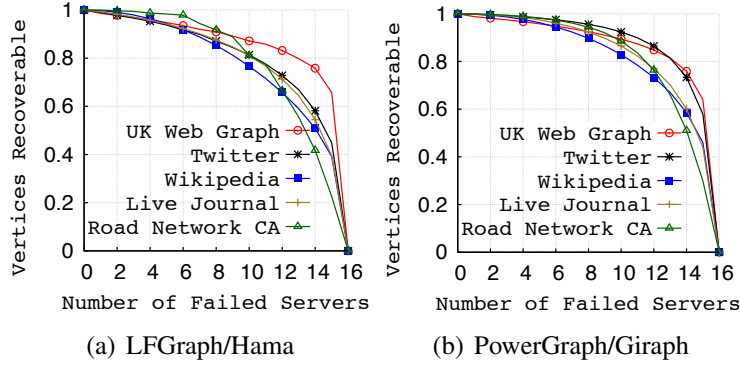 Vertices Recoverable
1
0.8
0.6
0.4
0.2
0
UK Web Graph
Twitter
Wikipedia
Live Journal
Road Network CA
0 2 4 6 8 10 12 14 16
Number of Failed Servers
(a) LFGraph/Hama
Vertices Recoverable
1
0.8
0.6
0.4
0.2
0
UK Web Graph
Twitter
Wikipedia
Live Journal
Road Network CA
0 2 4 6 8 10 12 14 16
Number of Failed Servers
(b) PowerGraph/Giraph